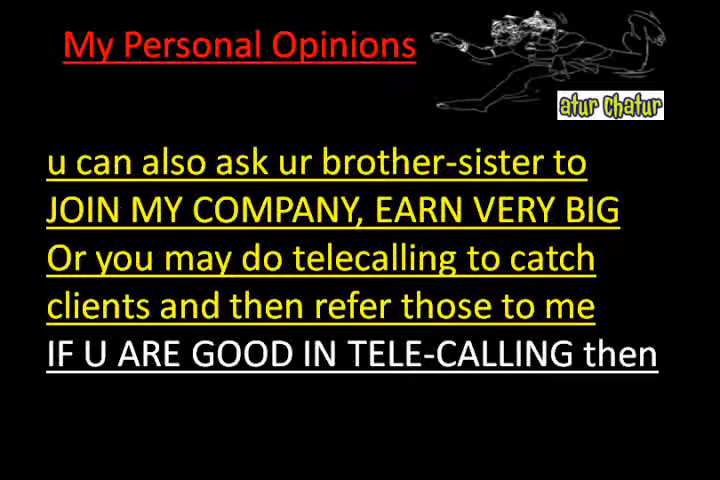 My Personal Opinions
atur chatur
u can also ask ur brother-sister to
JOIN MY COMPANY, EARN VERY BIG
Or you may do telecalling to catch
clients and then refer those to me
IF U ARE GOOD IN TELE-CALLING then